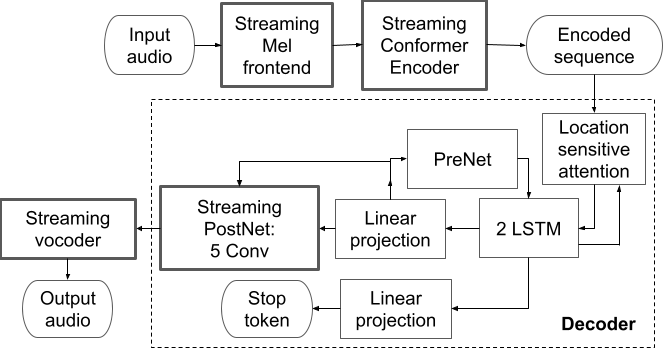 Input
audio
Streaming
Mel
frontend
Streaming
Conformer
Encoder
Encoded
sequence
Location
sensitive
attention
PreNet
Streaming
PostNet:
5 Conv
Linear
projection
2 LSTM
Streaming
vocoder
Output
audio
Stop
token
Linear
projection
Decoder